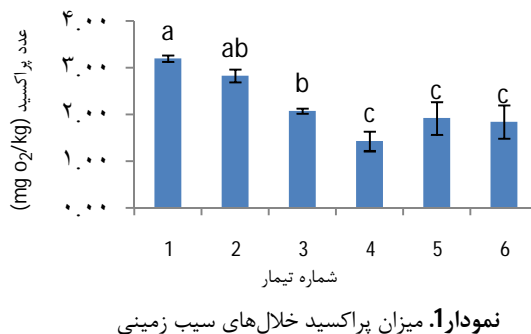 عدد پراکسید
(mg o2/kg)
۴.۰۰
۳.۰۰
۲.۰۰
۱.۰۰
۰.۰۰
a
ab
b
c
c
c
1 2 3 4 5 6
شماره تیمار
نمودار1. میزان پراکسید خلال‌های سیب زمینی